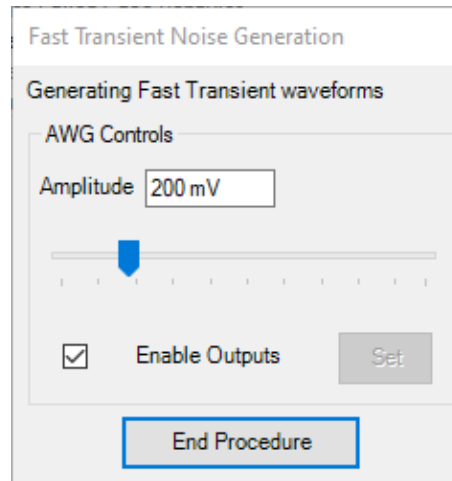 Fast Transient Noise Generation
Generating Fast Transient waveforms
AWG Controls
Amplitude 200 mV
Enable Outputs Set
End Procedure